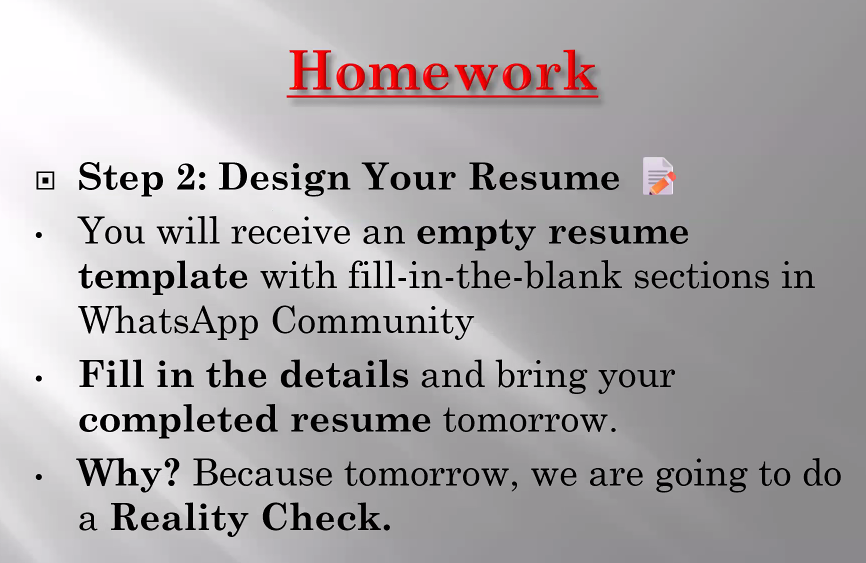 Homework
Step 2: Design Your Resume
You will receive an empty resume
template with fill-in-the-blank sections in
WhatsApp Community
Fill in the details and bring your
completed resume tomorrow.
Why? Because tomorrow, we are going to do
a Reality Check.